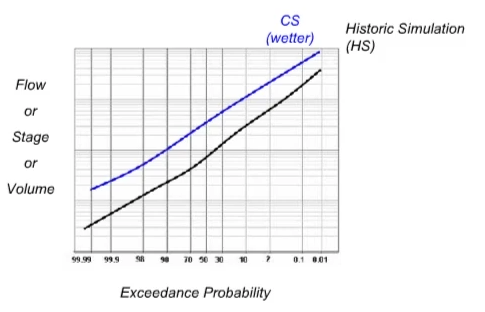 CS
(wetter)
Historic Simulation
(HS)
Flow
or
Stage
or
Volume
99.99 99.9 98 90 70 50 30 10 0.1 0.01
Exceedance Probability